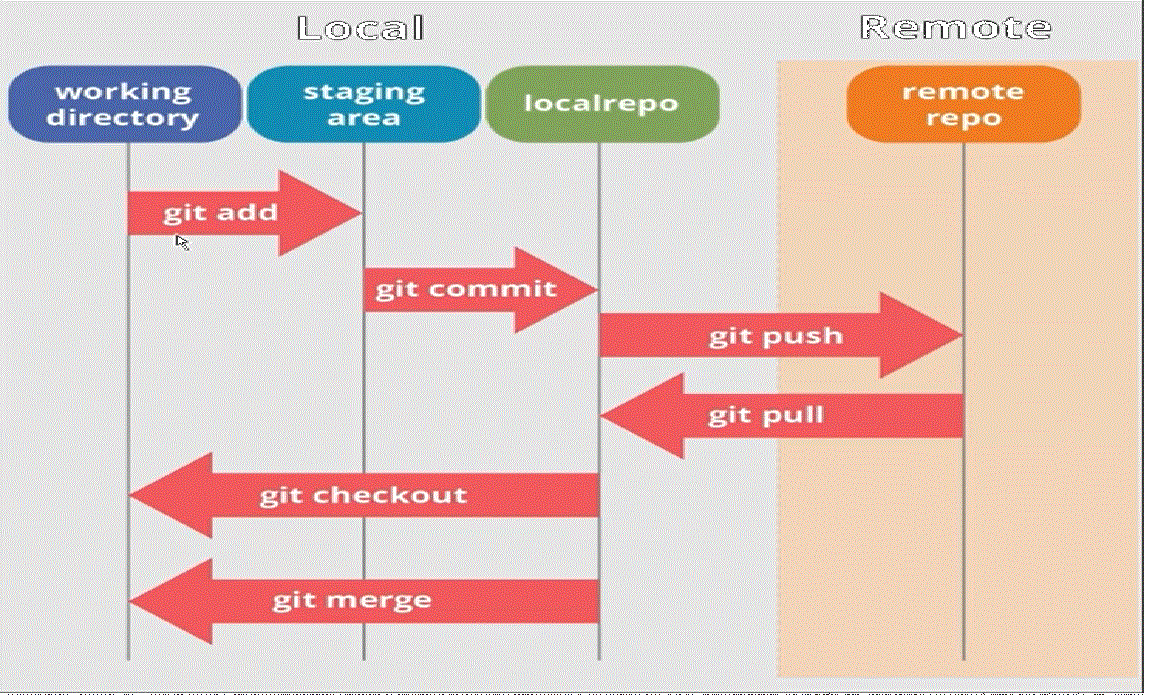 Local
Remote
working
directory
staging
area
localrepo
remote
repo
git add
git commit
git push
git pull
git checkout
git merge